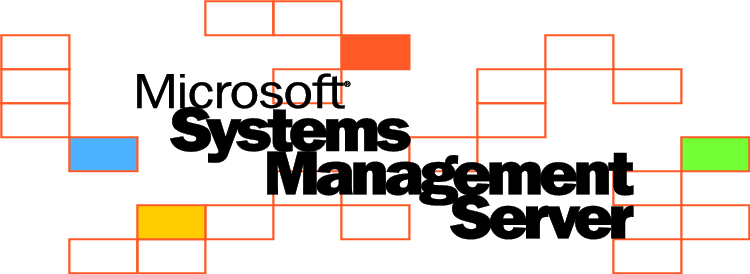 Microsoft®
Systems
Management
Server